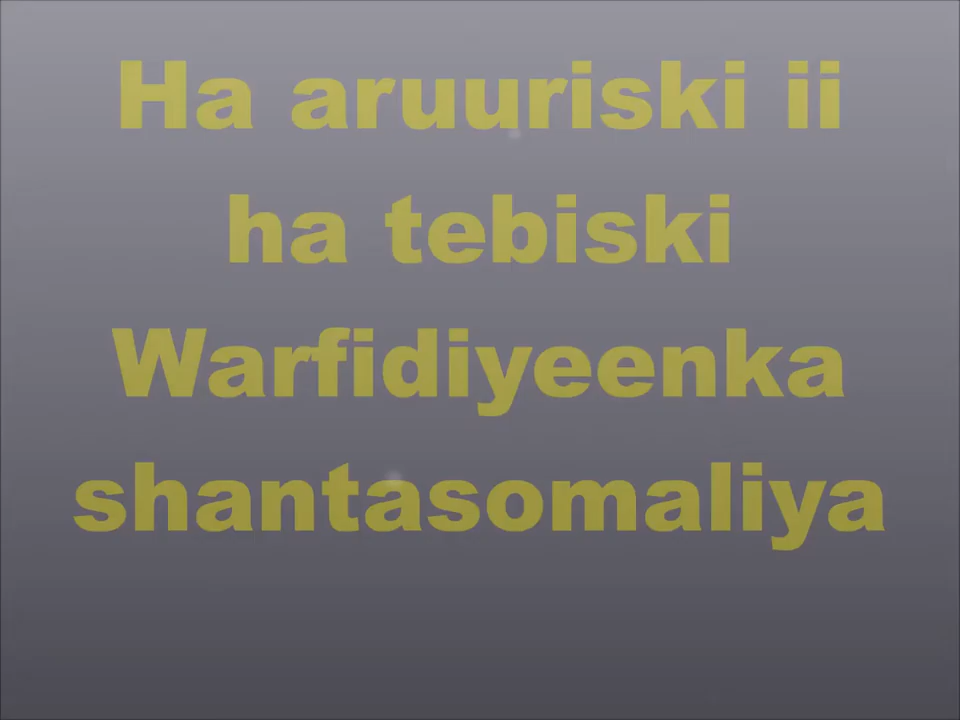 Ha aruuriski ii
ha tebiski
Warfidiyeenka
shantasomaliya